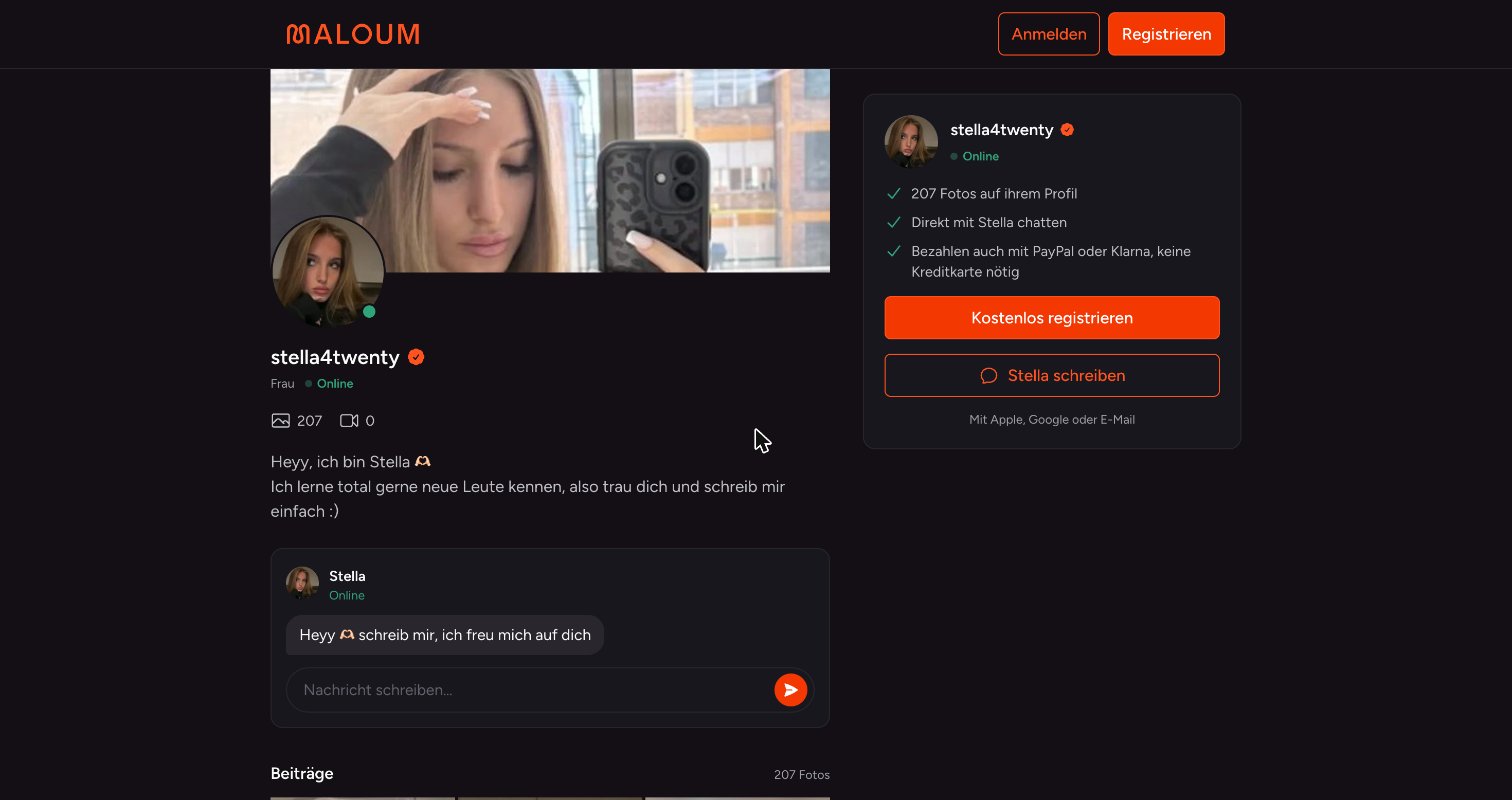 MALOUM
Anmelden
Registrieren
stella4twenty
Frau Online
207 0
Heyy, ich bin Stella 🫶🏻
Ich lerne total gerne neue Leute kennen, also trau dich und schreib mir
einfach :)
Stella
Online
Heyy 🫶🏻 schreib mir, ich freu mich auf dich
Nachricht schreiben...
Beiträge
207 Fotos
stella4twenty
Online
207 Fotos auf ihrem Profil
Direkt mit Stella chatten
Bezahlen auch mit PayPal oder Klarna, keine
Kreditkarte nötig
Kostenlos registrieren
Stella schreiben
Mit Apple, Google oder E-Mail